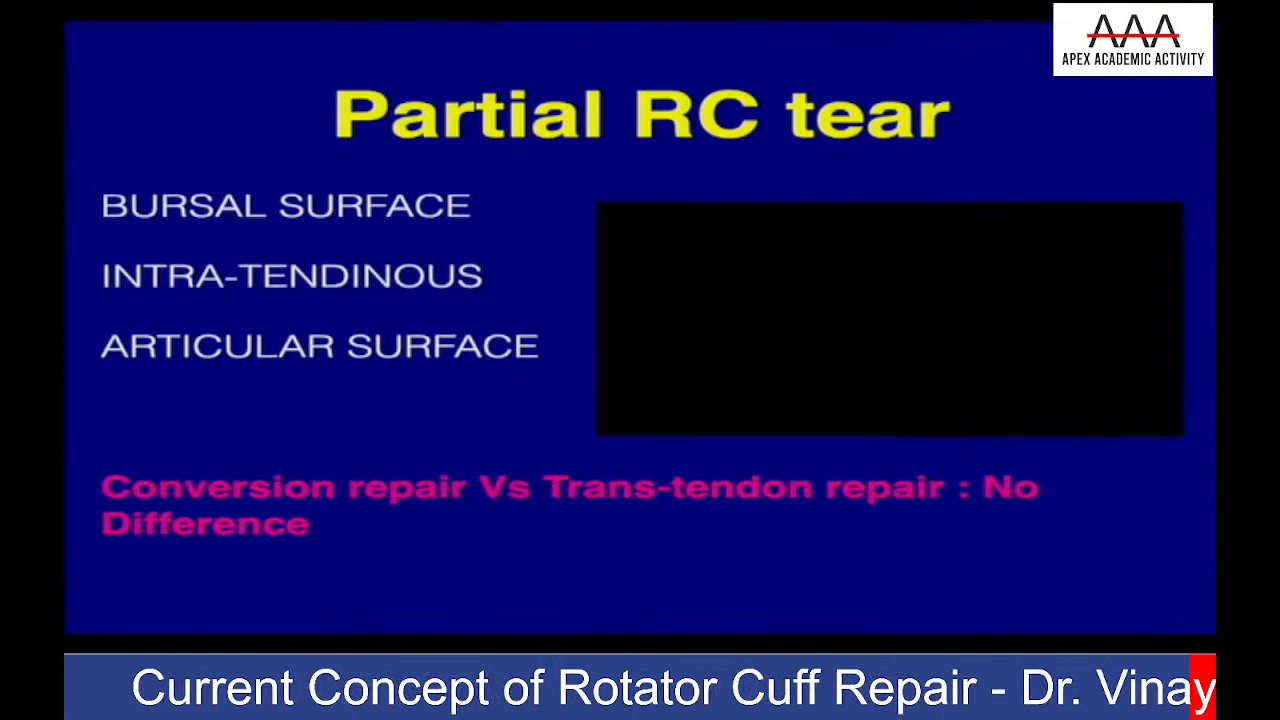 AAA
APEX ACADEMIC ACTIVITY
Partial RC tear
BURSAL SURFACE
INTRA-TENDINOUS
ARTICULAR SURFACE
Conversion repair Vs Trans-tendon repair : No
Difference
Current Concept of Rotator Cuff Repair - Dr. Vinay